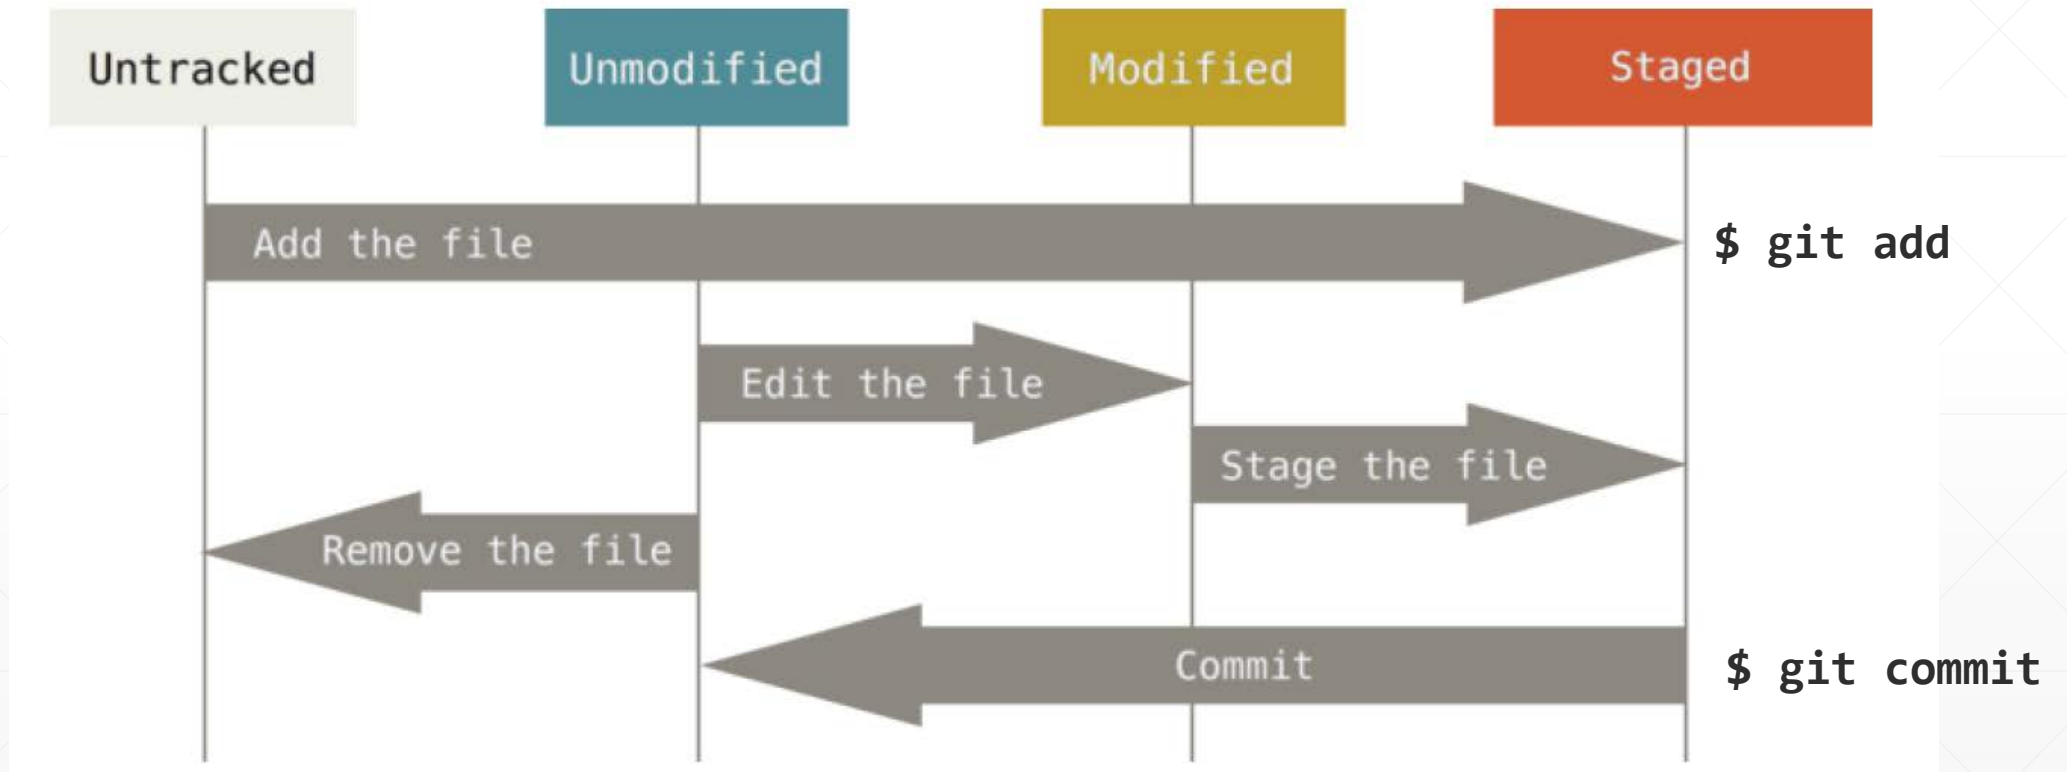 Untracked
Unmodified
Modified
Staged
Add the file
$ git add
Edit the file
Stage the file
Remove the file
Commit
$ git commit